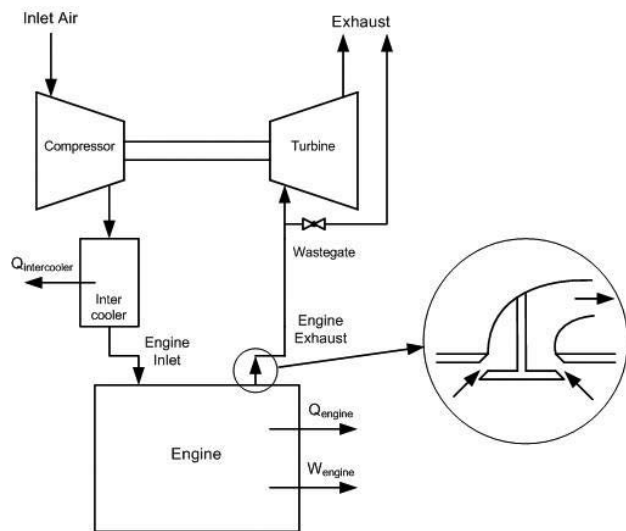 Inlet Air
Exhaust
Compressor
Turbine
Wastegate
Qintercooler
Inter
cooler
Engine
Inlet
Engine
Exhaust
Qengine
Engine
Wengine